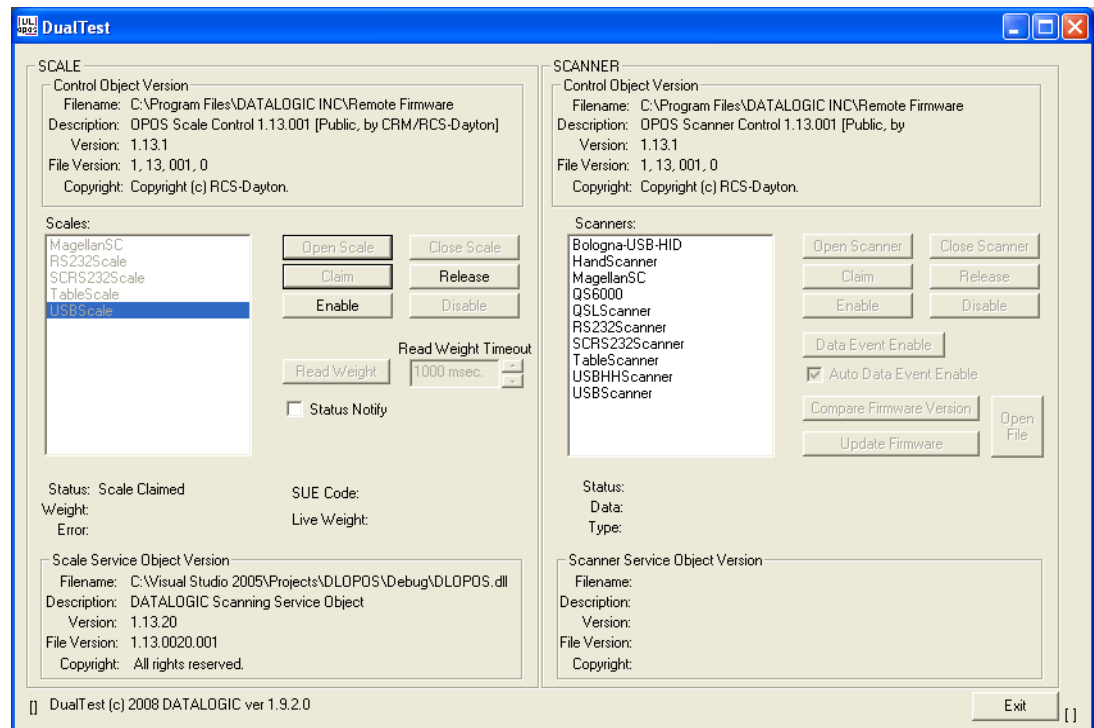 JUL
opos
DualTest
SCALE
Control Object Version
Filename: C:\Program Files\DATALOGIC INC\Remote Firmware
Description: OPOS Scale Control 1.13.001 [Public, by CRM/RCS-Dayton]
Version: 1.13.1
File Version: 1, 13, 001, 0
Copyright: Copyright (c) RCS-Dayton.
Scales:
MagellanSC
RS232Scale
SCRS232Scale
TableScale
USBScale
Open Scale Close Scale
Claim Release
Enable Disable
Read Weight Timeout
Read Weight 1000 msec.
Status Notify
Status: Scale Claimed
Weight:
Error:
SUE Code:
Live Weight:
Scale Service Object Version
Filename: C:\Visual Studio 2005\Projects\DLOPOS\Debug\DLOPOS.dll
Description: DATALOGIC Scanning Service Object
Version: 1.13.20
File Version: 1.13.0020.001
Copyright: All rights reserved.
SCANNER
Control Object Version
Filename: C:\Program Files\DATALOGIC INC\Remote Firmware
Description: OPOS Scanner Control 1.13.001 [Public, by
Version: 1.13.1
File Version: 1, 13, 001, 0
Copyright: Copyright (c) RCS-Dayton.
Scanners:
Bologna-USB-HID
HandScanner
MagellanSC
QS6000
QSLScanner
RS232Scanner
SCRS232Scanner
TableScanner
USBHHScanner
USBScanner
Open Scanner Close Scanner
Claim Release
Enable Disable
Data Event Enable
Auto Data Event Enable
Compare Firmware Version
Update Firmware
Open
File
Status:
Data:
Type:
Scanner Service Object Version
Filename:
Description:
Version:
File Version:
Copyright:
[] DualTest (c) 2008 DATALOGIC ver 1.9.2.0
Exit
[ ]